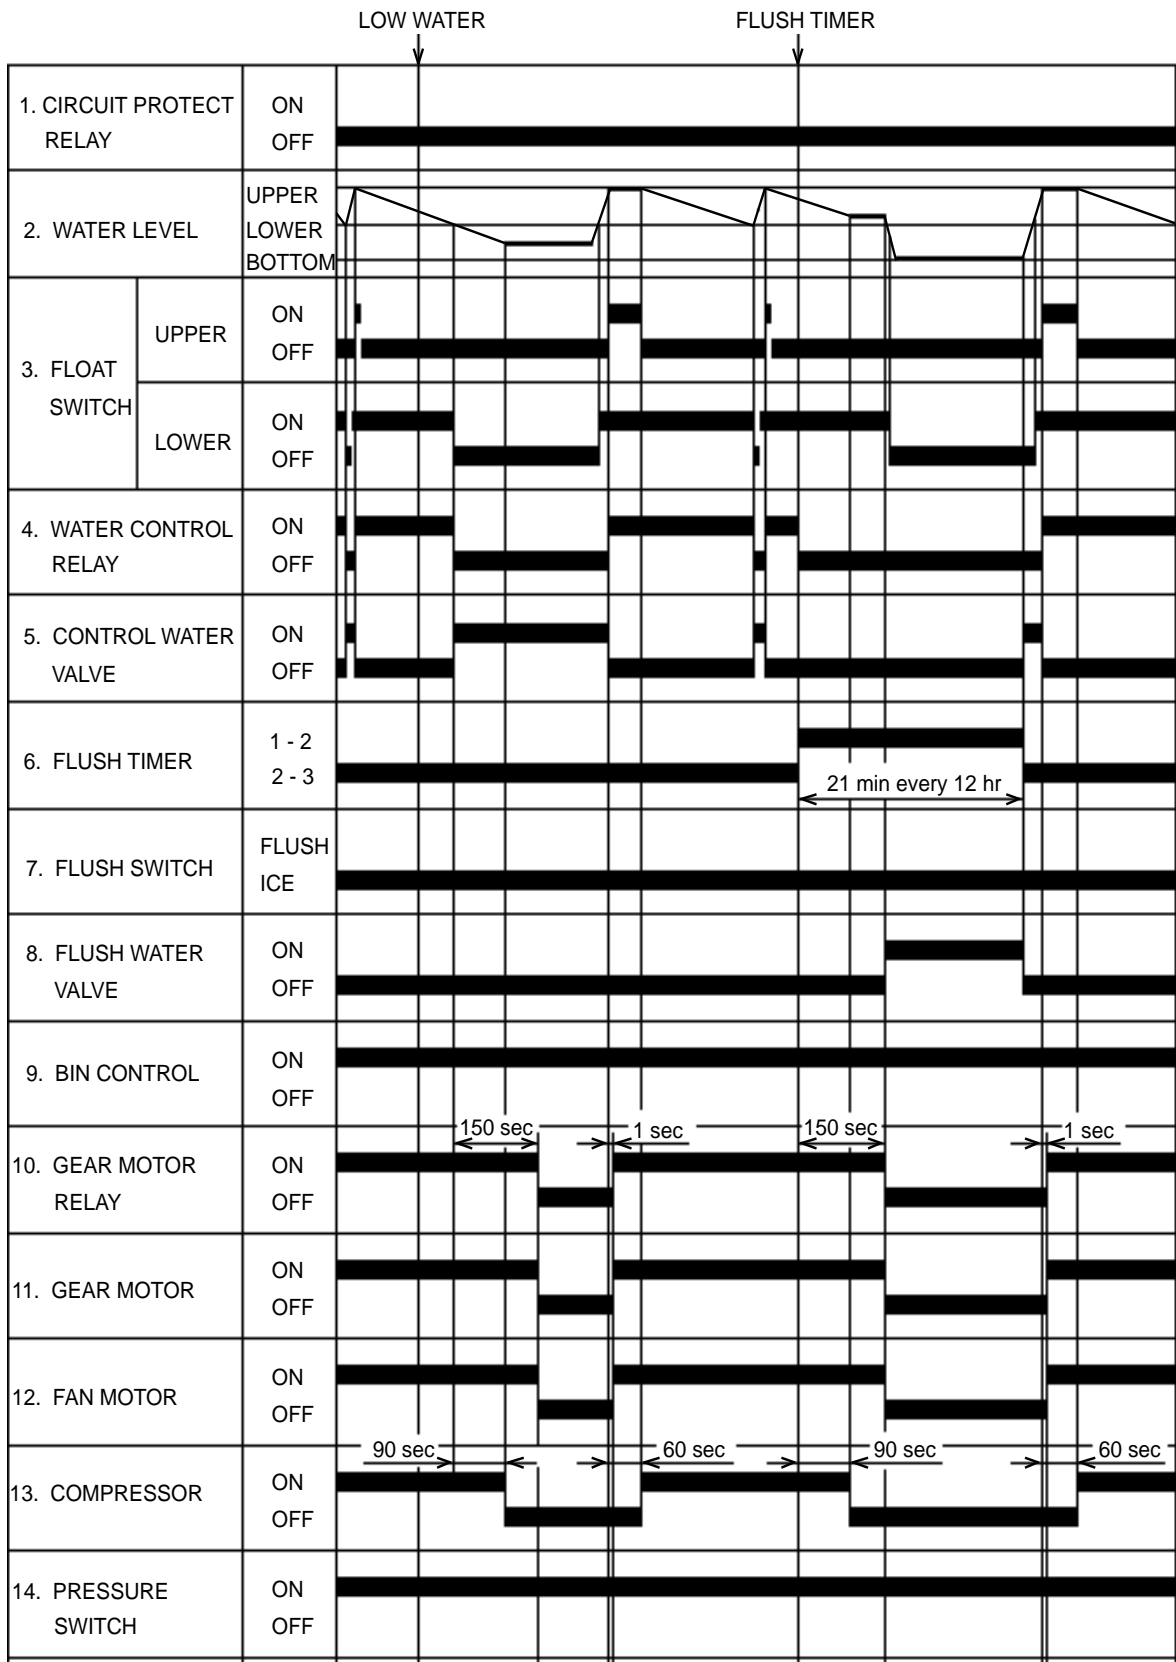 LOW WATER
FLUSH TIMER
1. CIRCUIT PROTECT
RELAY
ON
OFF
2. WATER LEVEL
UPPER
LOWER
BOTTOM
3. FLOAT
SWITCH
UPPER
ON
OFF
LOWER
ON
OFF
4. WATER CONTROL
RELAY
ON
OFF
5. CONTROL WATER
VALVE
ON
OFF
6. FLUSH TIMER
1 - 2
2 - 3
21 min every 12 hr
7. FLUSH SWITCH
FLUSH
ICE
8. FLUSH WATER
VALVE
ON
OFF
9. BIN CONTROL
ON
OFF
150 sec
1 sec
150 sec
1 sec
10. GEAR MOTOR
RELAY
ON
OFF
11. GEAR MOTOR
ON
OFF
12. FAN MOTOR
ON
OFF
90 sec
60 sec
90 sec
60 sec
13. COMPRESSOR
ON
OFF
14. PRESSURE
SWITCH
ON
OFF